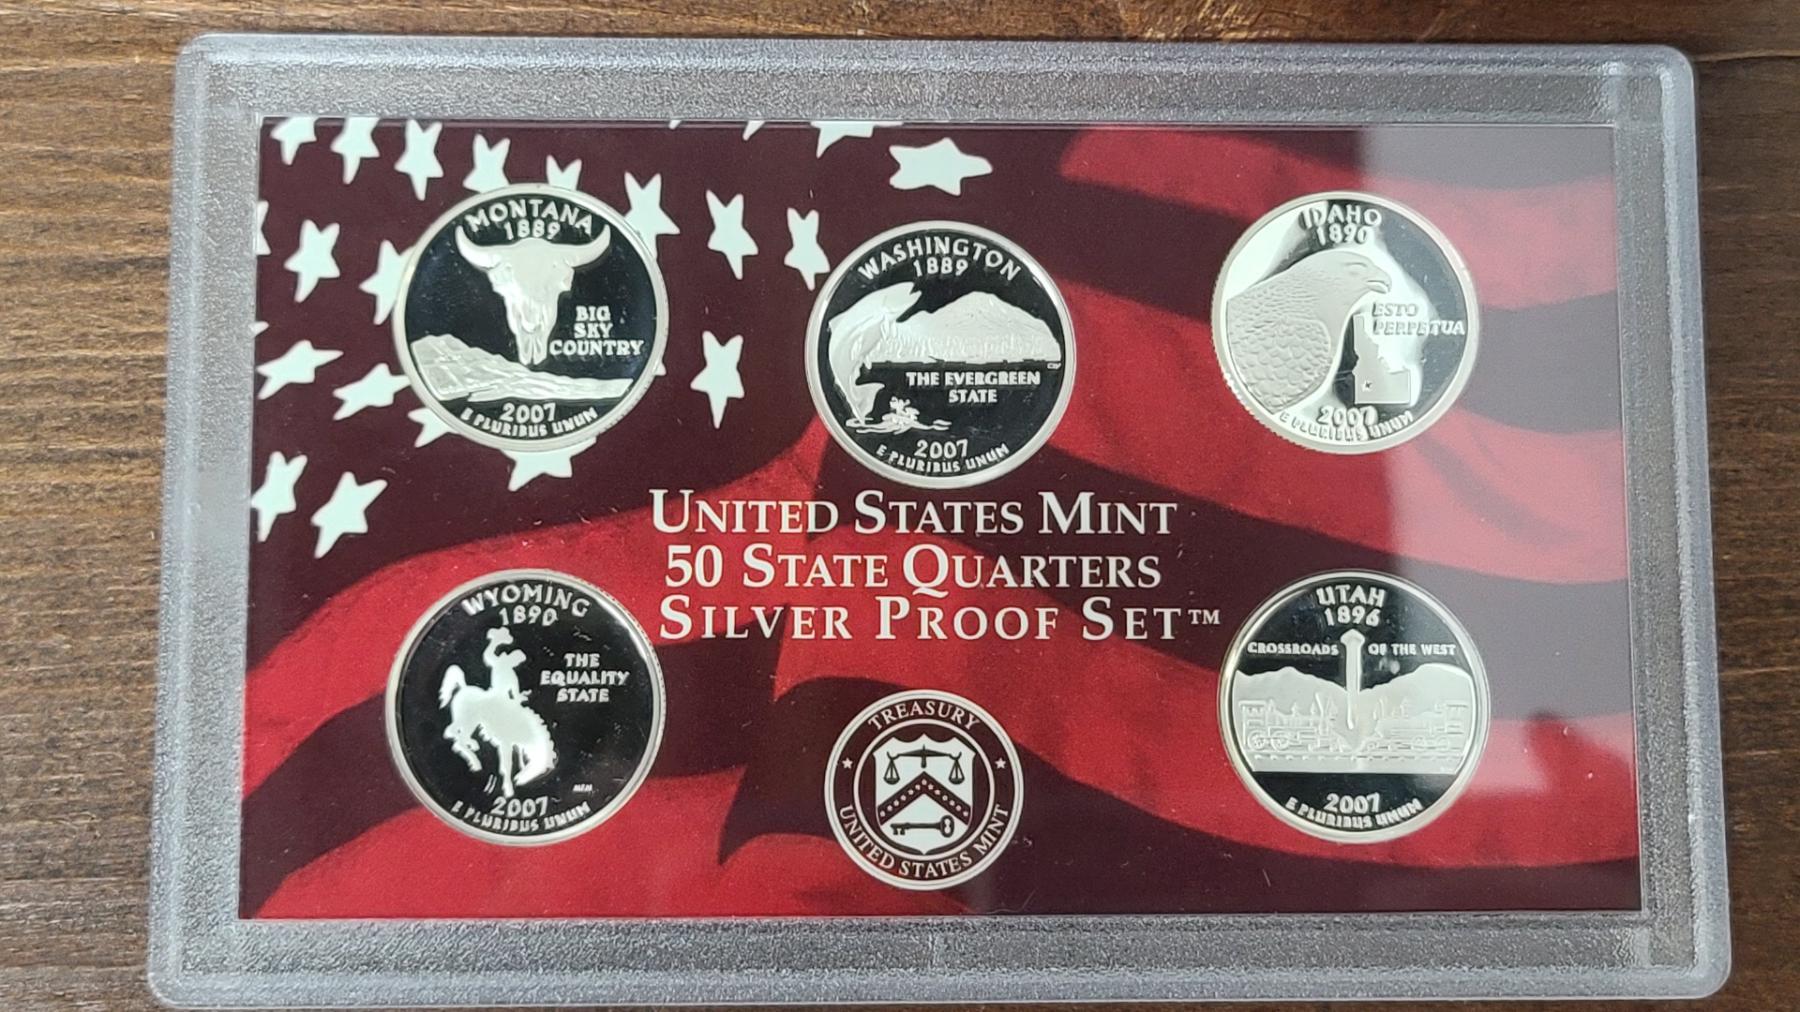 MONTANA
1889
BIG
SKY
COUNTRY
2007
E PLURIBUS UNUM
WASHINGTON
1889
THE EVERGREEN
STATE
2007
E PLURIBUS UNUM
IDAHO
1890
ESTO
PERPETUA
2007
E PLURIBUS UNUM
UNITED STATES MINT
50 STATE QUARTERS
SILVER PROOF SET™
WYOMING
1890
THE
EQUALITY
STATE
2007
E PLURIBUS UNUM
TREASURY
UNITED STATES MINT
UTAH
1896
CROSSROADS OF THE WEST
2007
E PLURIBUS UNUM